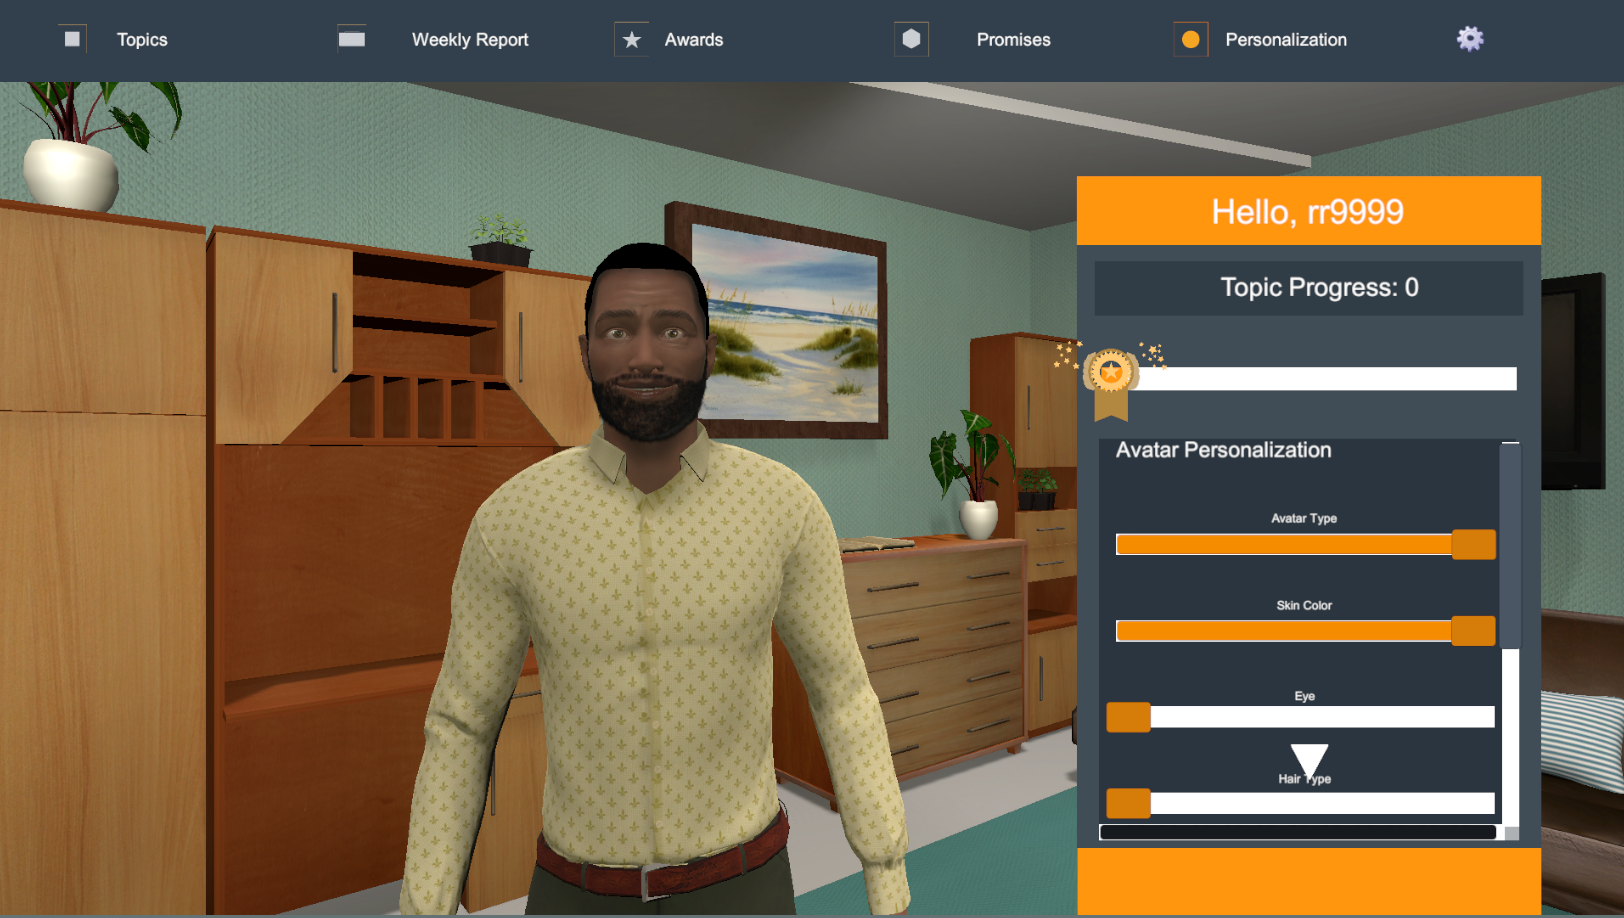 Topics
Weekly Report
Awards
Promises
Personalization
Hello, rr9999
Topic Progress: 0
Avatar Personalization
Avatar Type
Skin Color
Eye
Hair Type